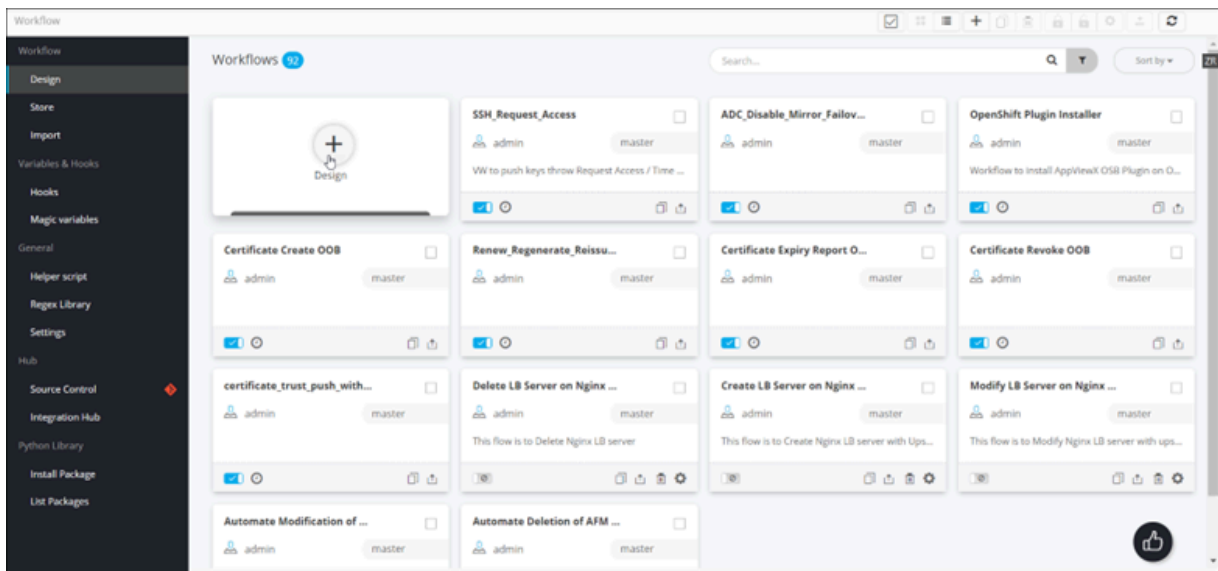 Workflow
Workflow
Design
Store
Import
Variables & Hooks
Hooks
Magic variables
General
Helper script
Regex Library
Settings
Hub
Source Control
Integration Hub
Python Library
Install Package
List Packages
Workflows 92
Search...
Sort by
ZR
Design
SSH_Request_Access
admin master
VW to push keys throw Request Access / Time ...
ADC_Disable_Mirror_Failov...
admin master
OpenShift Plugin Installer
admin master
Workflow to install AppViewX OSB Plugin on O...
Certificate Create OOB
admin master
Renew_Regenerate_Reissu...
admin master
Certificate Expiry Report O...
admin master
Certificate Revoke OOB
admin master
certificate_trust_push_with...
admin master
Delete LB Server on Nginx ...
admin master
This flow is to Delete Nginx LB server
Create LB Server on Nginx ...
admin master
This flow is to Create Nginx LB server with Ups...
Modify LB Server on Nginx ...
admin master
This flow is to Modify Nginx LB server with ups...
Automate Modification of ...
admin master
Automate Deletion of AFM ...
admin master